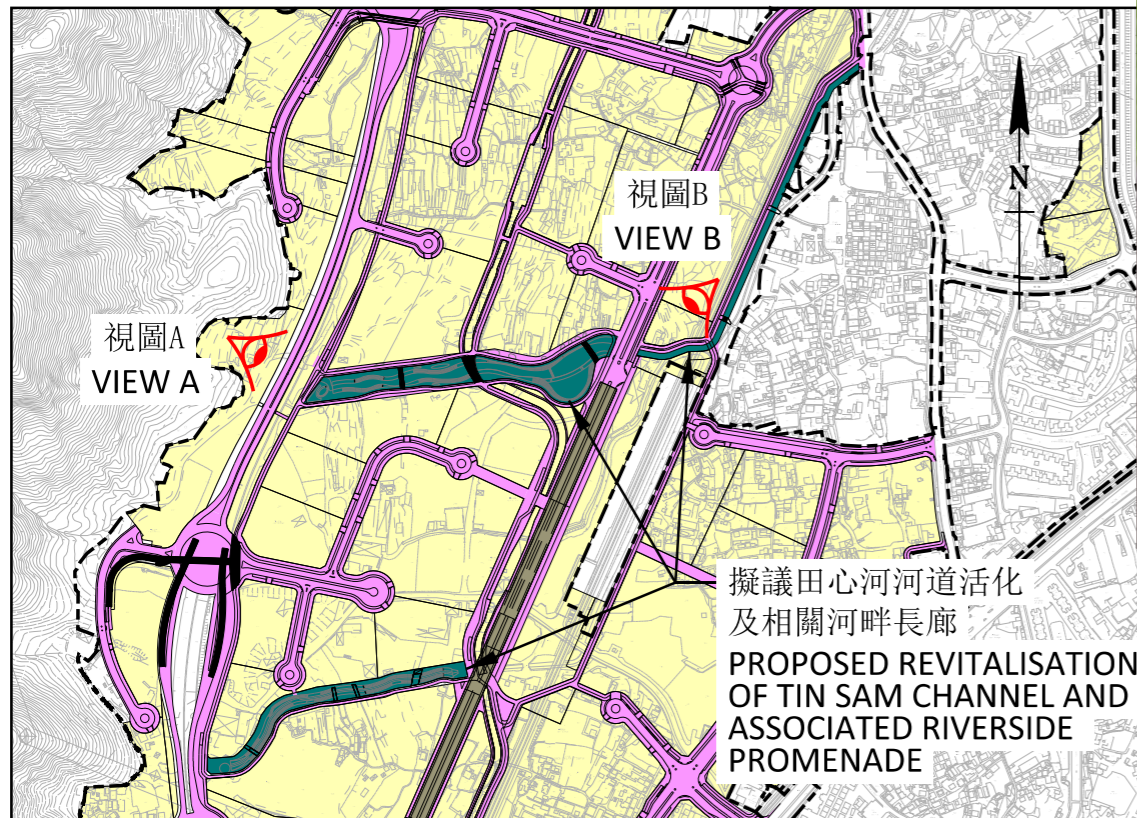 視圖B
VIEW B
N
視圖A
VIEW A
擬議田心河河道活化
及相關河畔長廊
PROPOSED REVITALISATION
OF TIN SAM CHANNEL AND
ASSOCIATED RIVERSIDE
PROMENADE